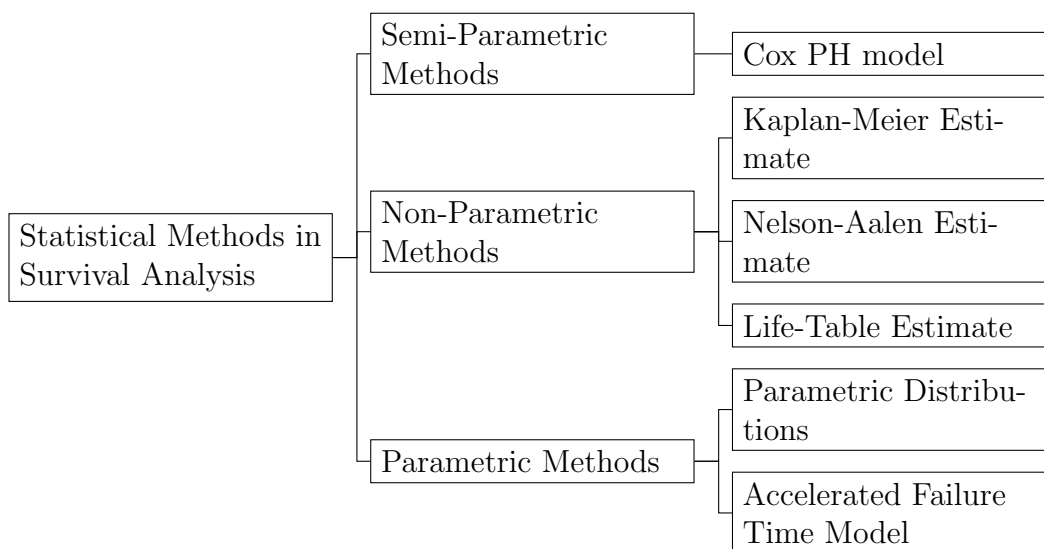 Semi-Parametric
Methods
Cox PH model
Kaplan-Meier Esti-
mate
Statistical Methods in
Survival Analysis
Non-Parametric
Methods
Nelson-Aalen Esti-
mate
Life-Table Estimate
Parametric Methods
Parametric Distribu-
tions
Accelerated Failure
Time Model